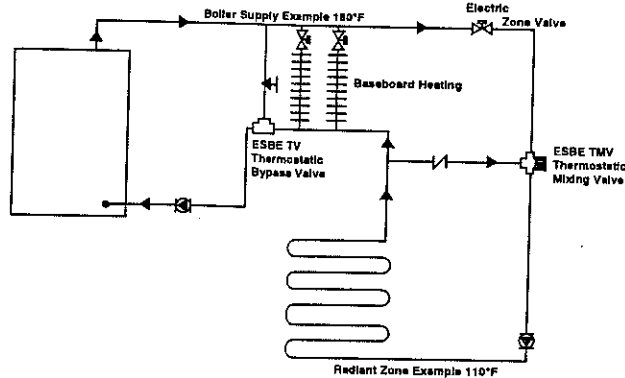 Boiler Supply Example 180°F
Electric
Zone Valve
Baseboard Heating
ESBE TV
Thermostatic
Bypass Valve
ESBE TMV
Thermostatic
Mixing Valve
Radiant Zone Example 110°F